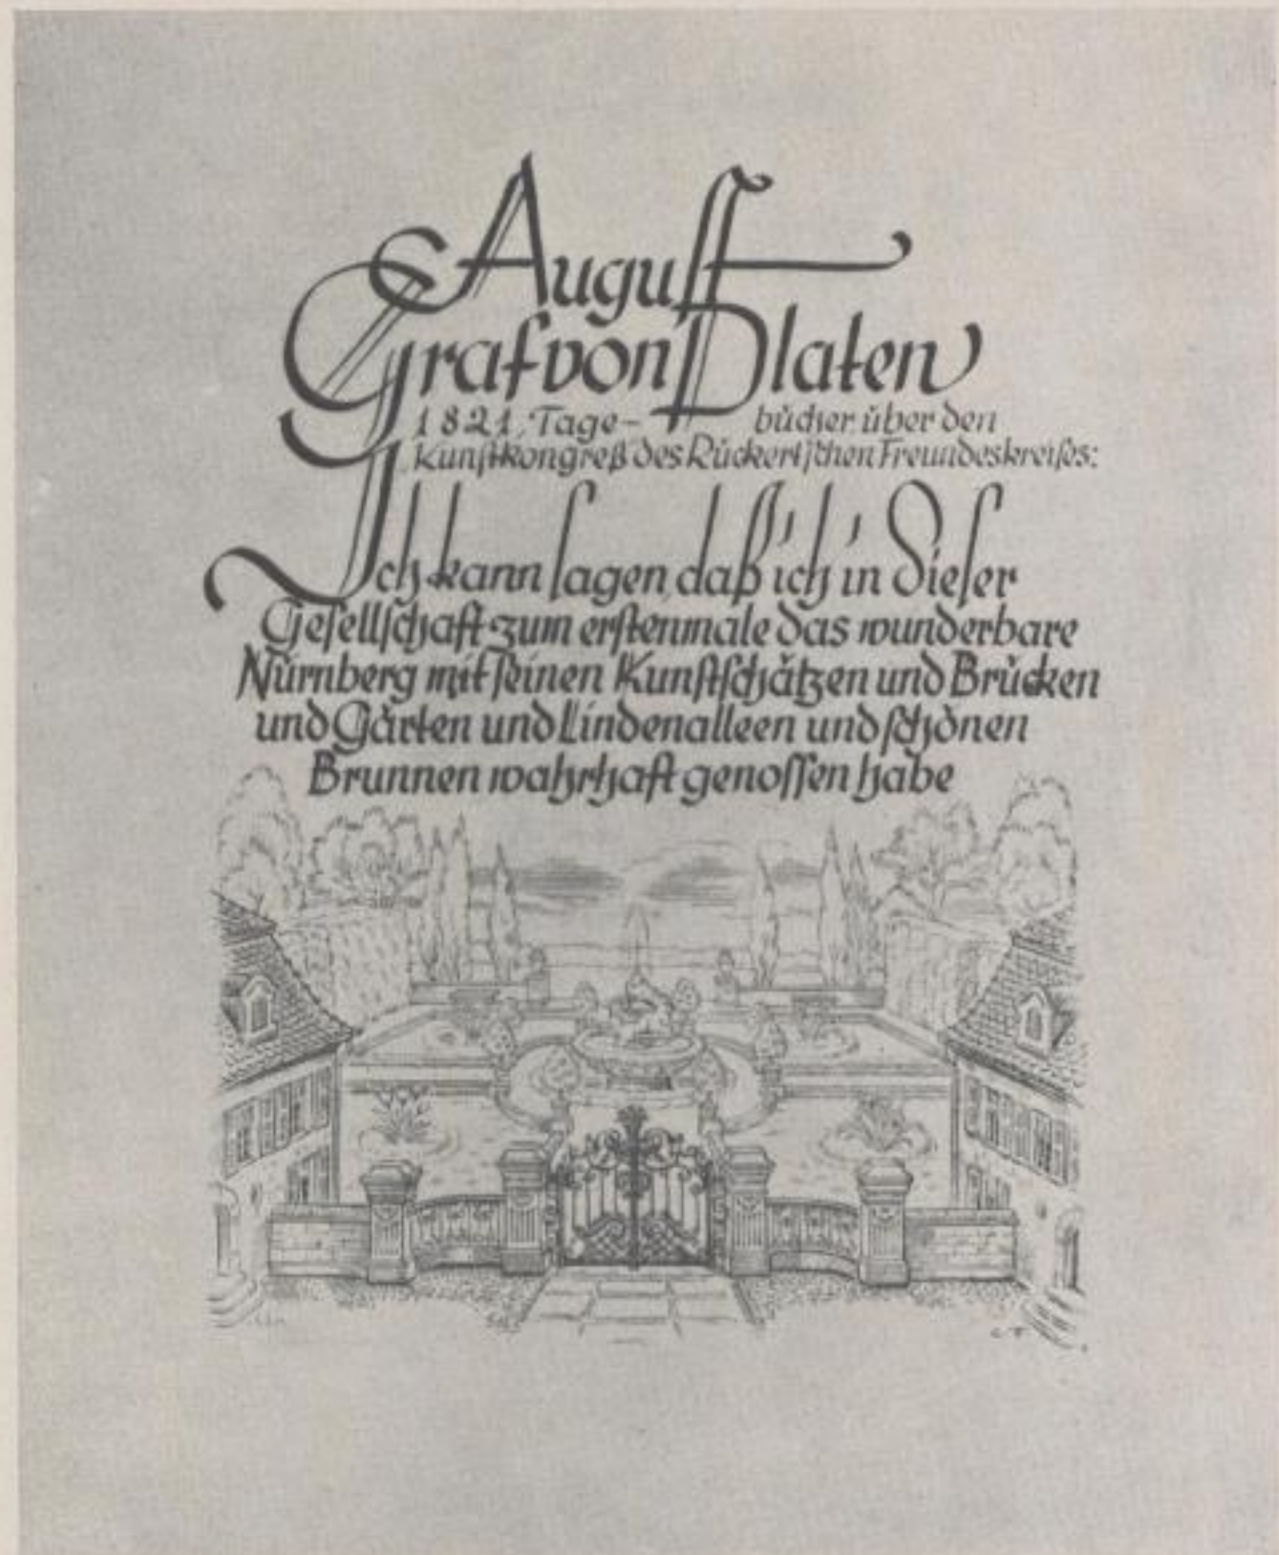 August
Graf von Platen
1821, Tage- bücher über den
Kunstkongreß des Rückertschen Freundeskreises:
Ich kann sagen, daß ich in dieser
Gesellschaft zum erstenmale das wunderbare
Nürnberg mit seinen Kunstschätzen und Brücken
und Gärten und Lindenalleen und schönen
Brunnen wahrhaft genossen habe